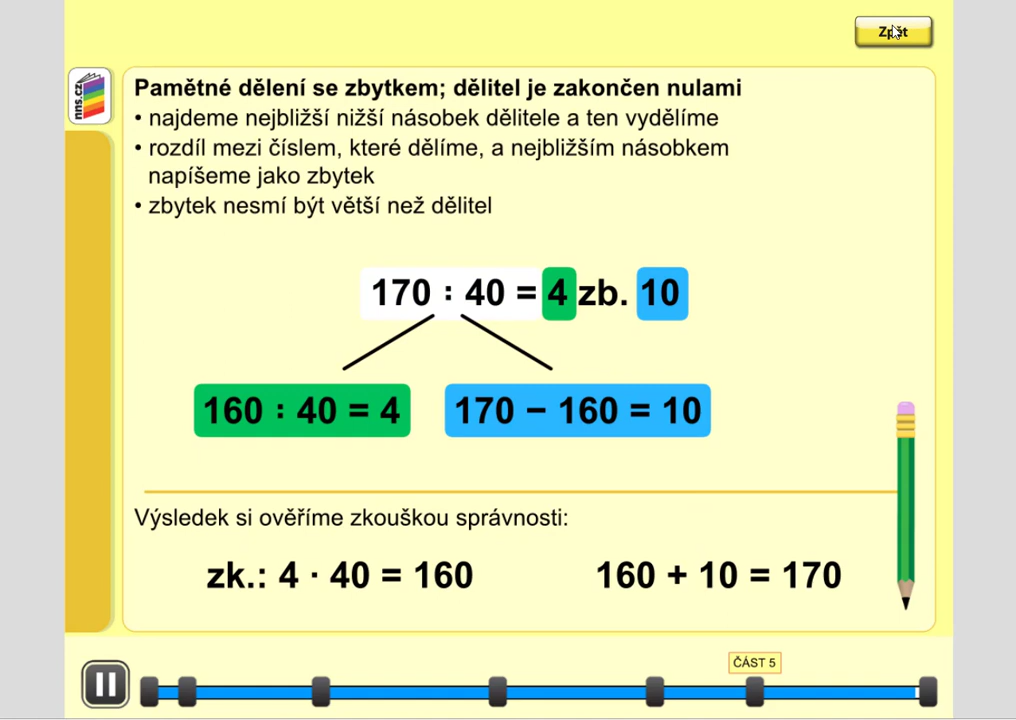 Zpět
nns.cz
Pamětné dělení se zbytkem; dělitel je zakončen nulami
• najdeme nejbližší nižší násobek dělitele a ten vydělíme
• rozdíl mezi číslem, které dělíme, a nejbližším násobkem
napíšeme jako zbytek
• zbytek nesmí být větší než dělitel
170 : 40 = 4 zb. 10
160 : 40 = 4 170 − 160 = 10
Výsledek si ověříme zkouškou správnosti:
zk.: 4 · 40 = 160 160 + 10 = 170
ČÁST 5